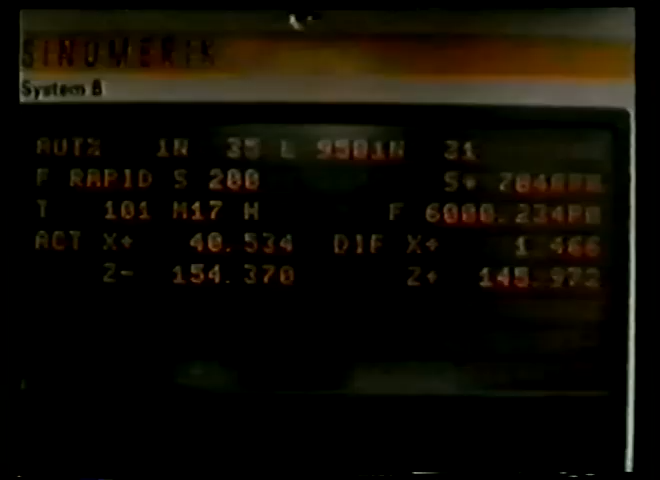 SINUMERIK
System 8
AUT% 1N 35 L 9501N 31
F RAPID S 200 S+
T 101 M17 H F
ACT X+ 40.534 DIF X+ 1.466
Z- 154.370 Z+ 145.972